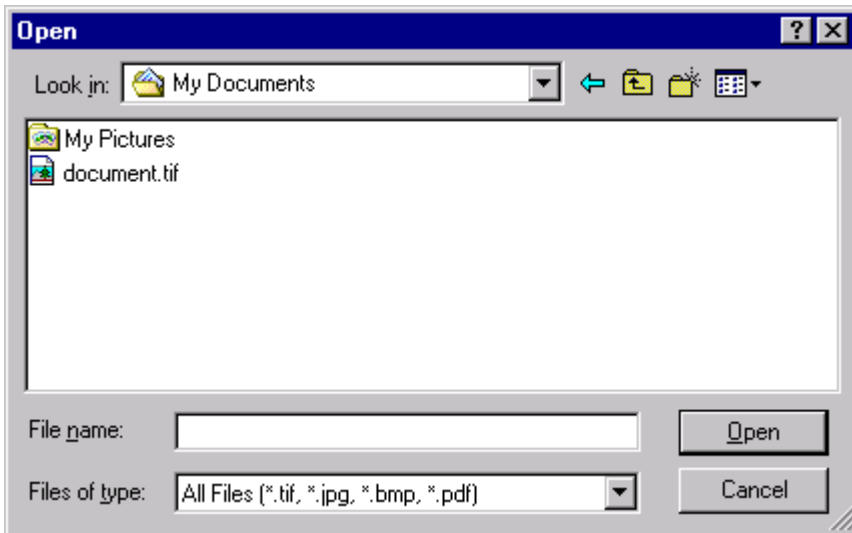 Open
Look in: My Documents
My Pictures
document.tif
File name: Open
Files of type: All Files (*.tif, *.jpg, *.bmp, *.pdf) Cancel